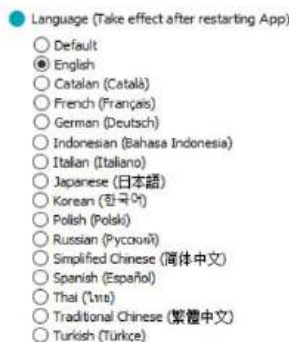 Language (Take effect after restarting App)
Default
English
Catalan (Català)
French (Français)
German (Deutsch)
Indonesian (Bahasa Indonesia)
Italian (Italiano)
Japanese (日本語)
Korean (한국어)
Polish (Polski)
Russian (Русский)
Simplified Chinese (简体中文)
Spanish (Español)
Thai (ไทย)
Traditional Chinese (繁體中文)
Turkish (Türkçe)